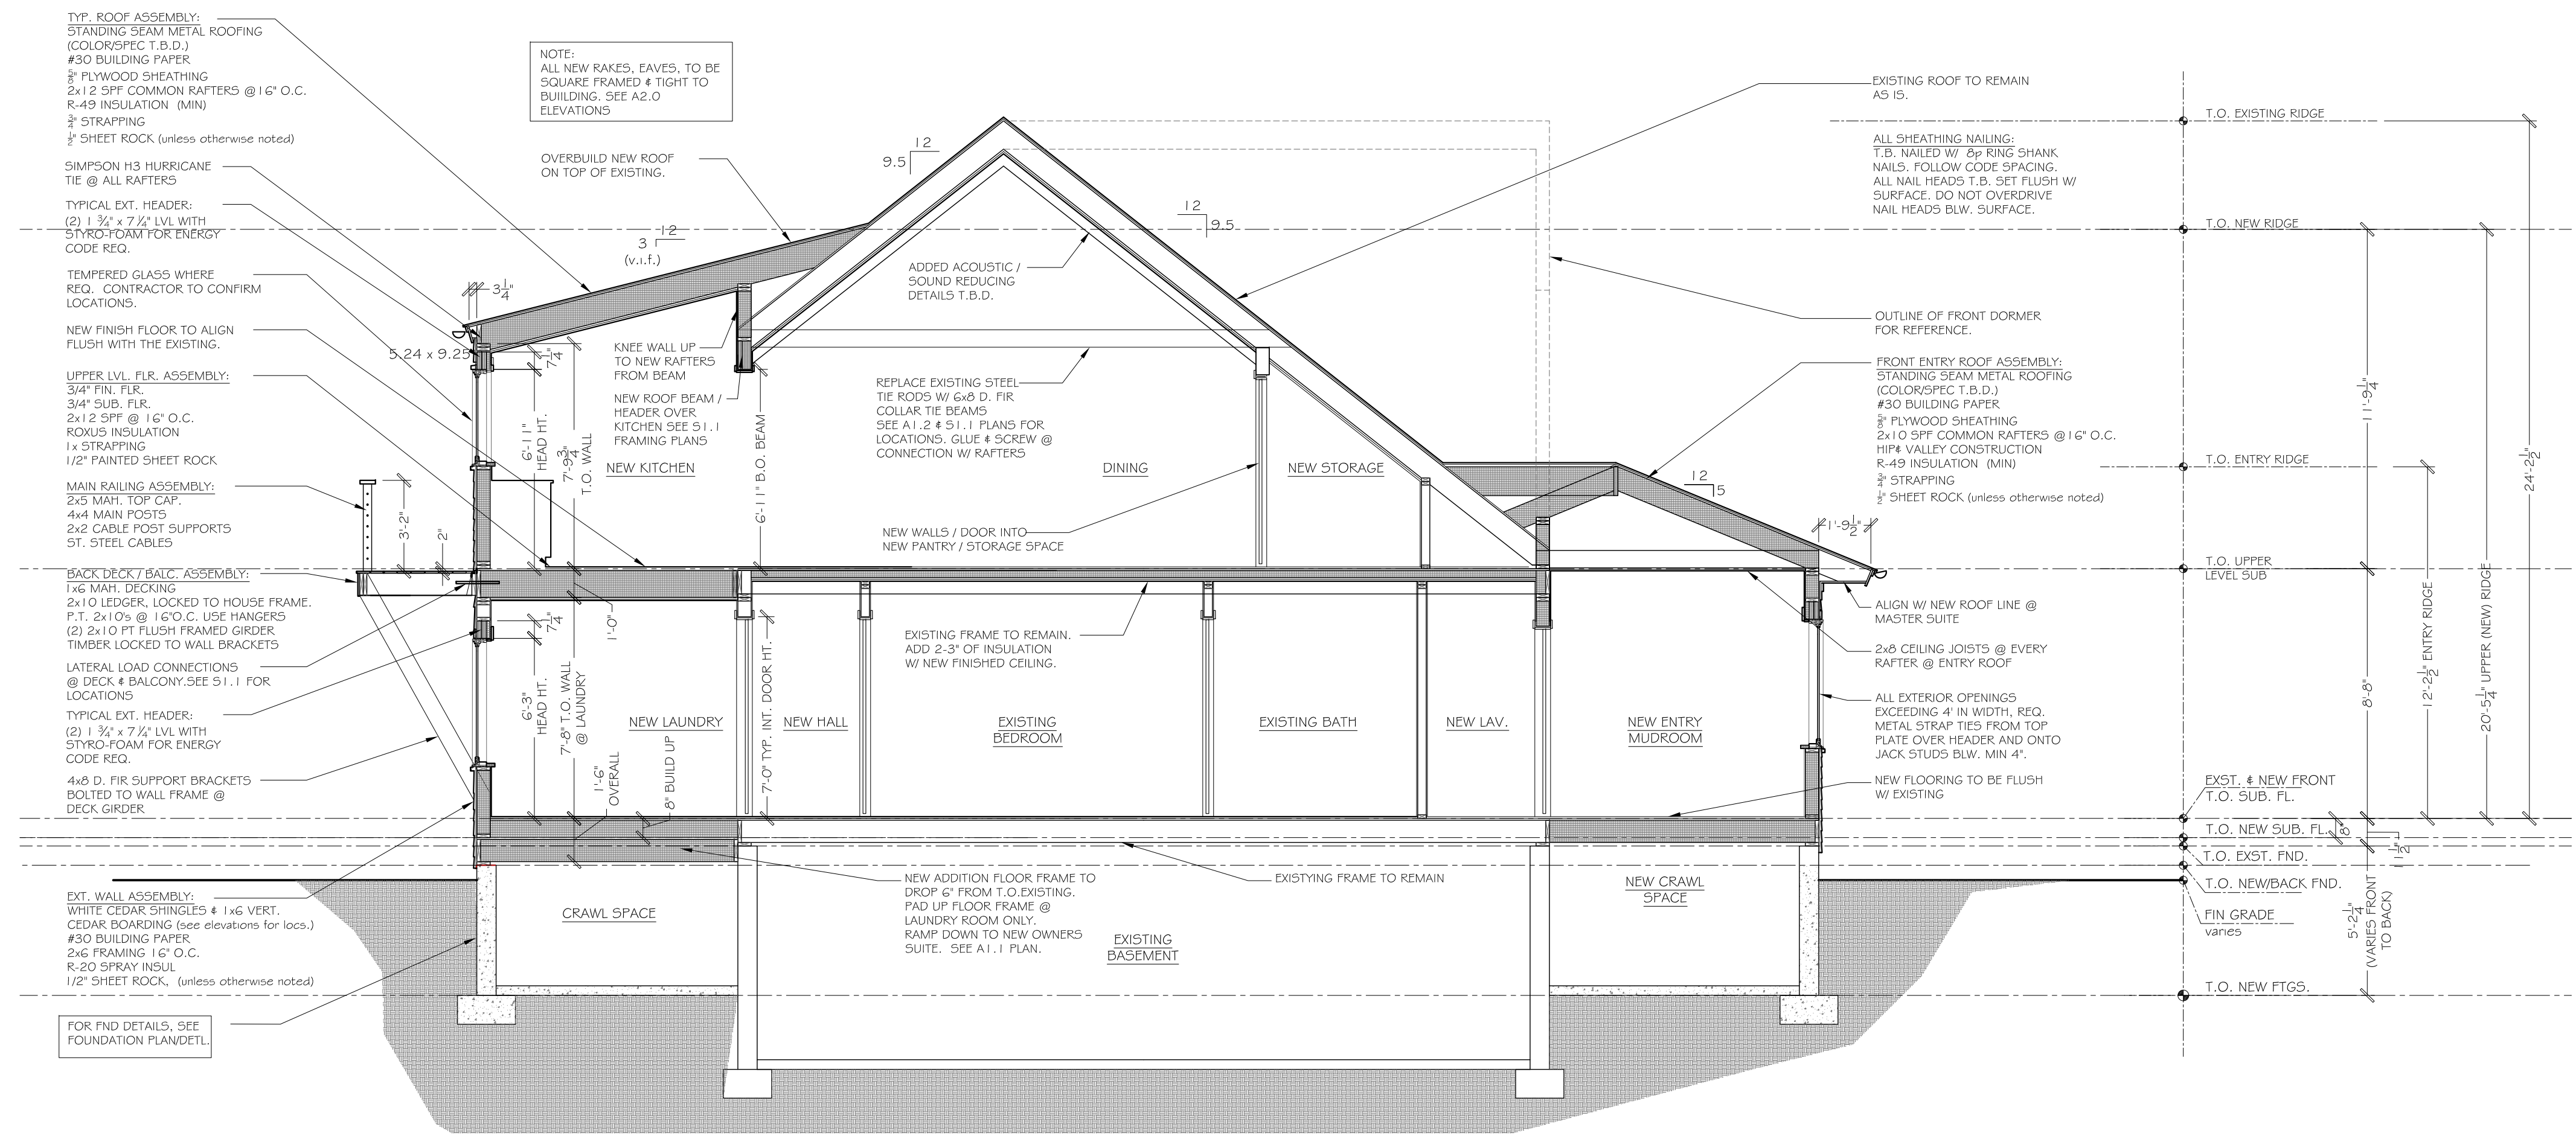 TYP. ROOF ASSEMBLY:
STANDING SEAM METAL ROOFING
(COLOR/SPEC T.B.D.)
#30 BUILDING PAPER
5/8" PLYWOOD SHEATHING
2x12 SPF COMMON RAFTERS @16" O.C.
R-49 INSULATION (MIN)
3/4" STRAPPING
1/2" SHEET ROCK (unless otherwise noted)
SIMPSON H3 HURRICANE
TIE @ ALL RAFTERS
TYPICAL EXT. HEADER:
(2) 1 3/4" x 7 1/4" LVL WITH
STYRO-FOAM FOR ENERGY
CODE REQ.
TEMPERED GLASS WHERE
REQ. CONTRACTOR TO CONFIRM
LOCATIONS.
NEW FINISH FLOOR TO ALIGN
FLUSH WITH THE EXISTING.
UPPER LVL. FLR. ASSEMBLY:
3/4" FIN. FLR.
3/4" SUB. FLR.
2x12 SPF @ 16" O.C.
ROXUS INSULATION
1x STRAPPING
1/2" PAINTED SHEET ROCK
MAIN RAILING ASSEMBLY:
2x5 MAH. TOP CAP.
4x4 MAIN POSTS
2x2 CABLE POST SUPPORTS
ST. STEEL CABLES
BACK DECK / BALC. ASSEMBLY:
1x6 MAH. DECKING
2x10 LEDGER, LOCKED TO HOUSE FRAME.
P.T. 2x10's @ 16"O.C. USE HANGERS
(2) 2x10 PT FLUSH FRAMED GIRDER
TIMBER LOCKED TO WALL BRACKETS
LATERAL LOAD CONNECTIONS
@ DECK & BALCONY.SEE S1.1 FOR
LOCATIONS
TYPICAL EXT. HEADER:
(2) 1 3/4" x 7 1/4" LVL WITH
STYRO-FOAM FOR ENERGY
CODE REQ.
4x8 D. FIR SUPPORT BRACKETS
BOLTED TO WALL FRAME @
DECK GIRDER
EXT. WALL ASSEMBLY:
WHITE CEDAR SHINGLES & 1x6 VERT.
CEDAR BOARDING (see elevations for locs.)
#30 BUILDING PAPER
2x6 FRAMING 16" O.C.
R-20 SPRAY INSUL
1/2" SHEET ROCK, (unless otherwise noted)
FOR FND DETAILS, SEE
FOUNDATION PLAN/DETL.
NOTE:
ALL NEW RAKES, EAVES, TO BE
SQUARE FRAMED & TIGHT TO
BUIILDING. SEE A2.0
ELEVATIONS
OVERBUILD NEW ROOF
ON TOP OF EXISTING.
12
9.5
12
3
(v.i.f.)
12
9.5
12
5
3 1/4"
5.24 x 9.25
7 1/4"
KNEE WALL UP
TO NEW RAFTERS
FROM BEAM
NEW ROOF BEAM /
HEADER OVER
KITCHEN SEE S1.1
FRAMING PLANS
ADDED ACOUSTIC /
SOUND REDUCING
DETAILS T.B.D.
REPLACE EXISTING STEEL
TIE RODS W/ 6x8 D. FIR
COLLAR TIE BEAMS
SEE A1.2 & S1.1 PLANS FOR
LOCATIONS. GLUE & SCREW @
CONNECTION W/ RAFTERS
6'-11"
HEAD HT.
7'-9 3/4"
T.O. WALL
6'-11" B.O. BEAM
NEW KITCHEN
DINING
NEW STORAGE
NEW WALLS / DOOR INTO
NEW PANTRY / STORAGE SPACE
3'-2"
2"
1'-0"
7 1/4"
6'-3"
HEAD HT.
7'-8" T.O. WALL
@ LAUNDRY
1'-6"
OVERALL
8" BUILD UP
7'-0" TYP. INT. DOOR HT.
EXISTING FRAME TO REMAIN.
ADD 2-3" OF INSULATION
W/ NEW FINISHED CEILING.
NEW LAUNDRY
NEW HALL
EXISTING
BEDROOM
EXISTING BATH
NEW LAV.
NEW ENTRY
MUDROOM
NEW ADDITION FLOOR FRAME TO
DROP 6" FROM T.O.EXISTING.
PAD UP FLOOR FRAME @
LAUNDRY ROOM ONLY.
RAMP DOWN TO NEW OWNERS
SUITE. SEE A1.1 PLAN.
EXISTYING FRAME TO REMAIN
CRAWL SPACE
EXISTING
BASEMENT
NEW CRAWL
SPACE
EXISTING ROOF TO REMAIN
AS IS.
ALL SHEATHING NAILING:
T.B. NAILED W/ 8p RING SHANK
NAILS. FOLLOW CODE SPACING.
ALL NAIL HEADS T.B. SET FLUSH W/
SURFACE. DO NOT OVERDRIVE
NAIL HEADS BLW. SURFACE.
OUTLINE OF FRONT DORMER
FOR REFERENCE.
FRONT ENTRY ROOF ASSEMBLY:
STANDING SEAM METAL ROOFING
(COLOR/SPEC T.B.D.)
#30 BUILDING PAPER
5/8" PLYWOOD SHEATHING
2x10 SPF COMMON RAFTERS @16" O.C.
HIP& VALLEY CONSTRUCTION
R-49 INSULATION (MIN)
3/4" STRAPPING
1/2" SHEET ROCK (unless otherwise noted)
1'-9 1/2"
ALIGN W/ NEW ROOF LINE @
MASTER SUITE
2x8 CEILING JOISTS @ EVERY
RAFTER @ ENTRY ROOF
ALL EXTERIOR OPENINGS
EXCEEDING 4' IN WIDTH, REQ.
METAL STRAP TIES FROM TOP
PLATE OVER HEADER AND ONTO
JACK STUDS BLW. MIN 4".
NEW FLOORING TO BE FLUSH
W/ EXISTING
T.O. EXISTING RIDGE
T.O. NEW RIDGE
T.O. ENTRY RIDGE
T.O. UPPER
LEVEL SUB
EXST. & NEW FRONT
T.O. SUB. FL.
T.O. NEW SUB. FL.
T.O. EXST. FND.
T.O. NEW/BACK FND.
FIN GRADE
varies
T.O. NEW FTGS.
11'-9 1/4"
8'-8"
8"
1 1/2"
5'-2 1/4"
(VARIES FRONT
TO BACK)
12'-2 1/2" ENTRY RIDGE
20'-5 1/4" UPPER (NEW) RIDGE
24'-2 1/2"